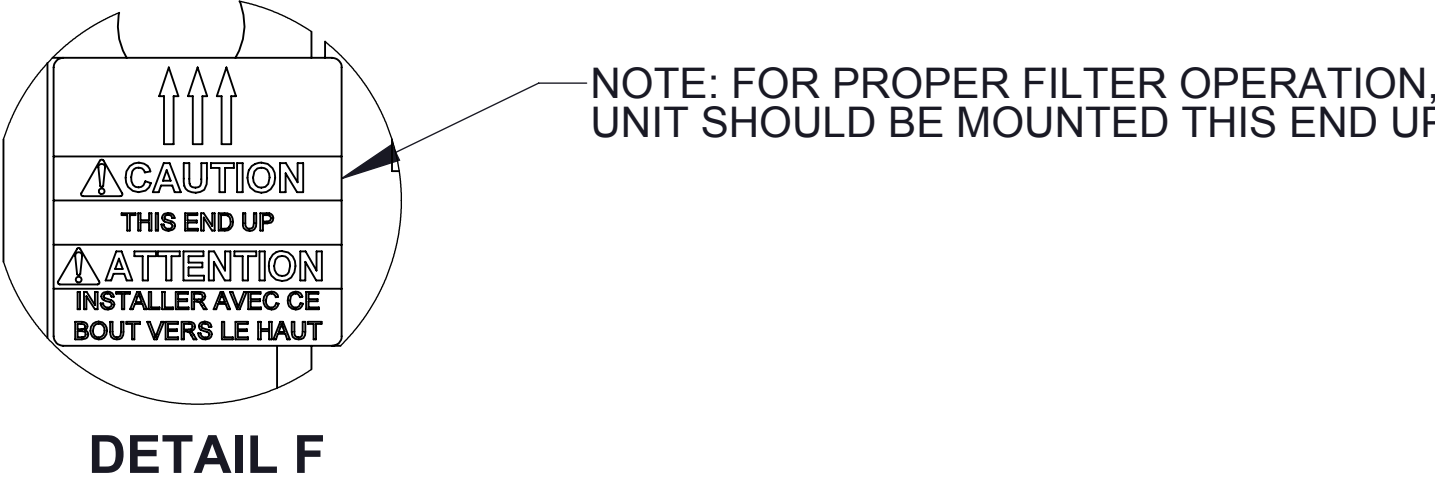 NOTE: FOR PROPER FILTER OPERATION,
UNIT SHOULD BE MOUNTED THIS END UP
CAUTION
THIS END UP
ATTENTION
INSTALLER AVEC CE
BOUT VERS LE HAUT
DETAIL F